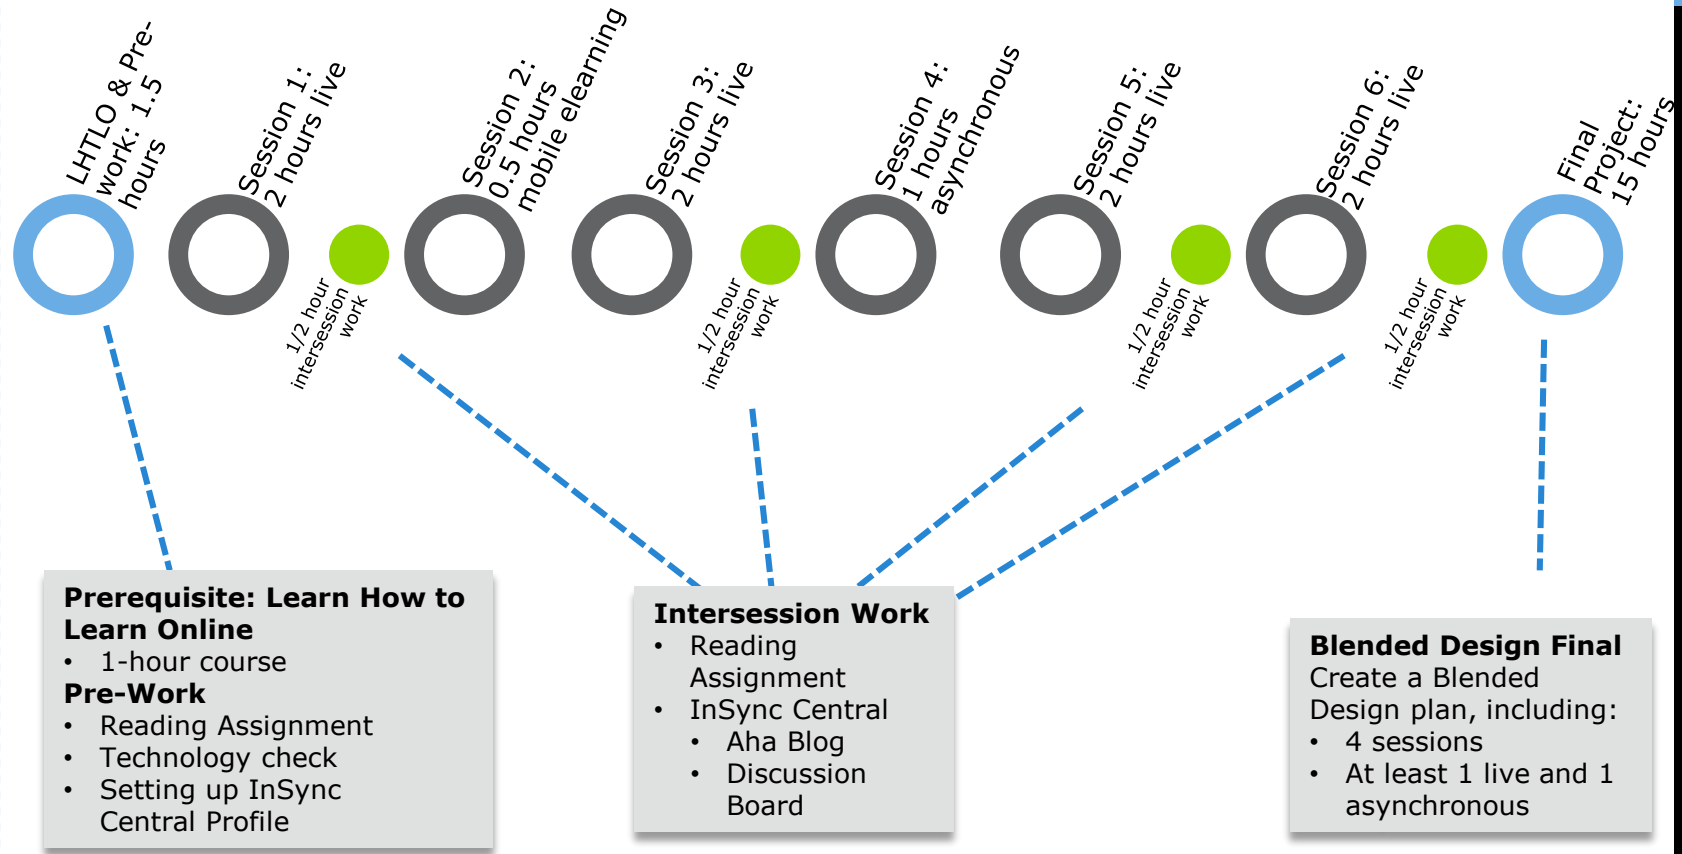 LHTLO & Pre-
work: 1.5
hours
Session 1:
2 hours live
1/2 hour
intersession
work
Session 2:
0.5 hours
mobile elearning
Session 3:
2 hours live
1/2 hour
intersession
work
Session 4:
1 hours
asynchronous
Session 5:
2 hours live
1/2 hour
intersession
work
Session 6:
2 hours live
1/2 hour
intersession
work
Final
Project:
15 hours
Prerequisite: Learn How to
Learn Online
• 1-hour course
Pre-Work
• Reading Assignment
• Technology check
• Setting up InSync
Central Profile
Intersession Work
• Reading
Assignment
• InSync Central
• Aha Blog
• Discussion
Board
Blended Design Final
Create a Blended
Design plan, including:
• 4 sessions
• At least 1 live and 1
asynchronous